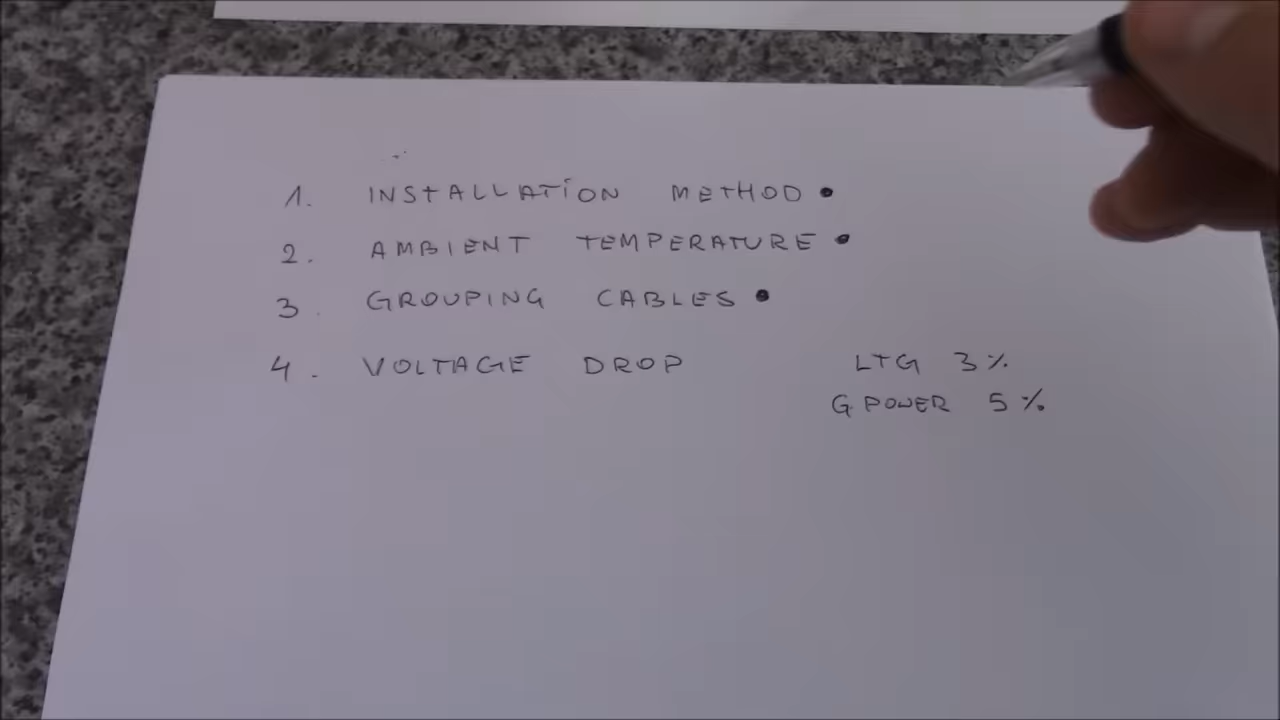 1. INSTALLATION METHOD •
2. AMBIENT TEMPERATURE •
3. GROUPING CABLES •
4. VOLTAGE DROP LTG 3%
G. POWER 5%